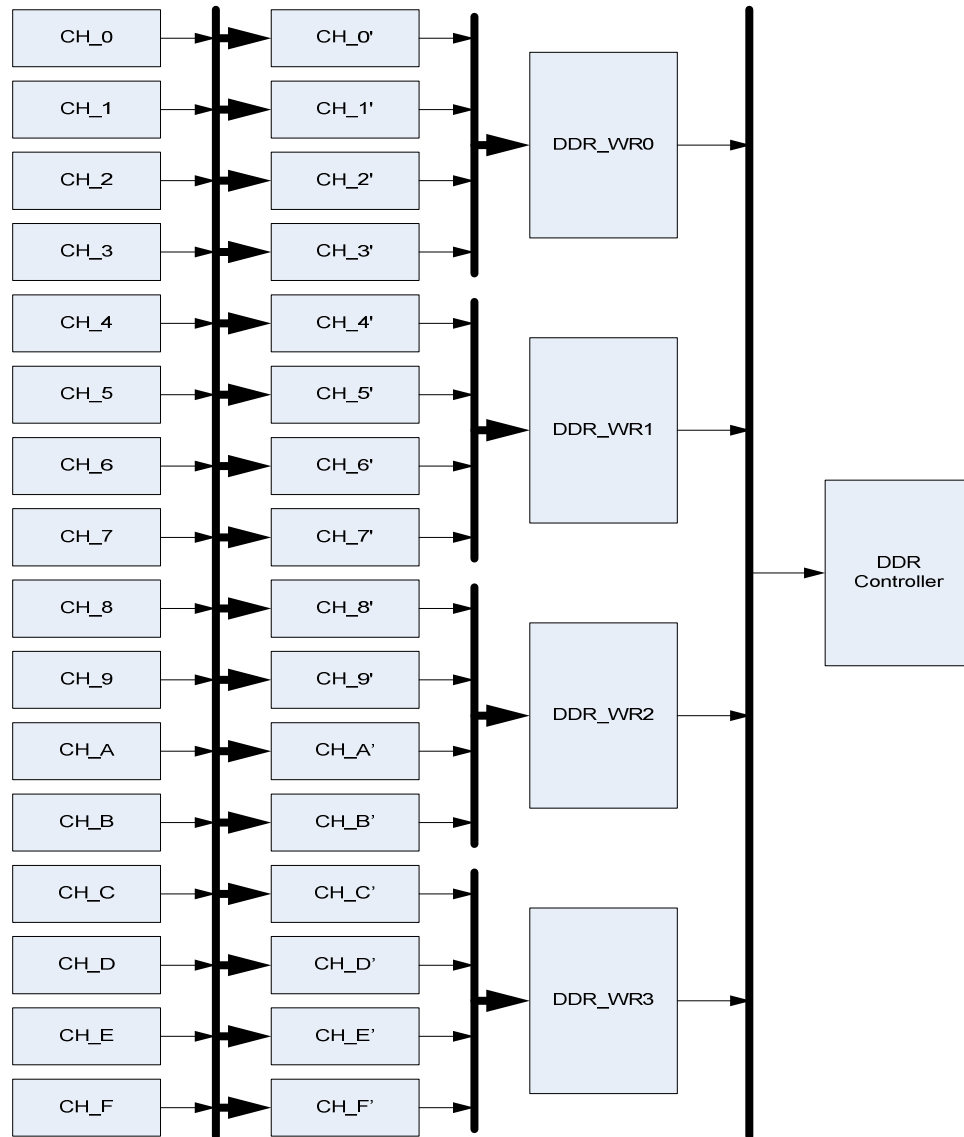 CH_0
CH_0'
CH_1
CH_1'
DDR_WR0
CH_2
CH_2'
CH_3
CH_3'
CH_4
CH_4'
CH_5
CH_5'
DDR_WR1
CH_6
CH_6'
CH_7
CH_7'
DDR
Controller
CH_8
CH_8'
CH_9
CH_9'
DDR_WR2
CH_A
CH_A’
CH_B
CH_B’
CH_C
CH_C’
CH_D
CH_D’
DDR_WR3
CH_E
CH_E’
CH_F
CH_F’